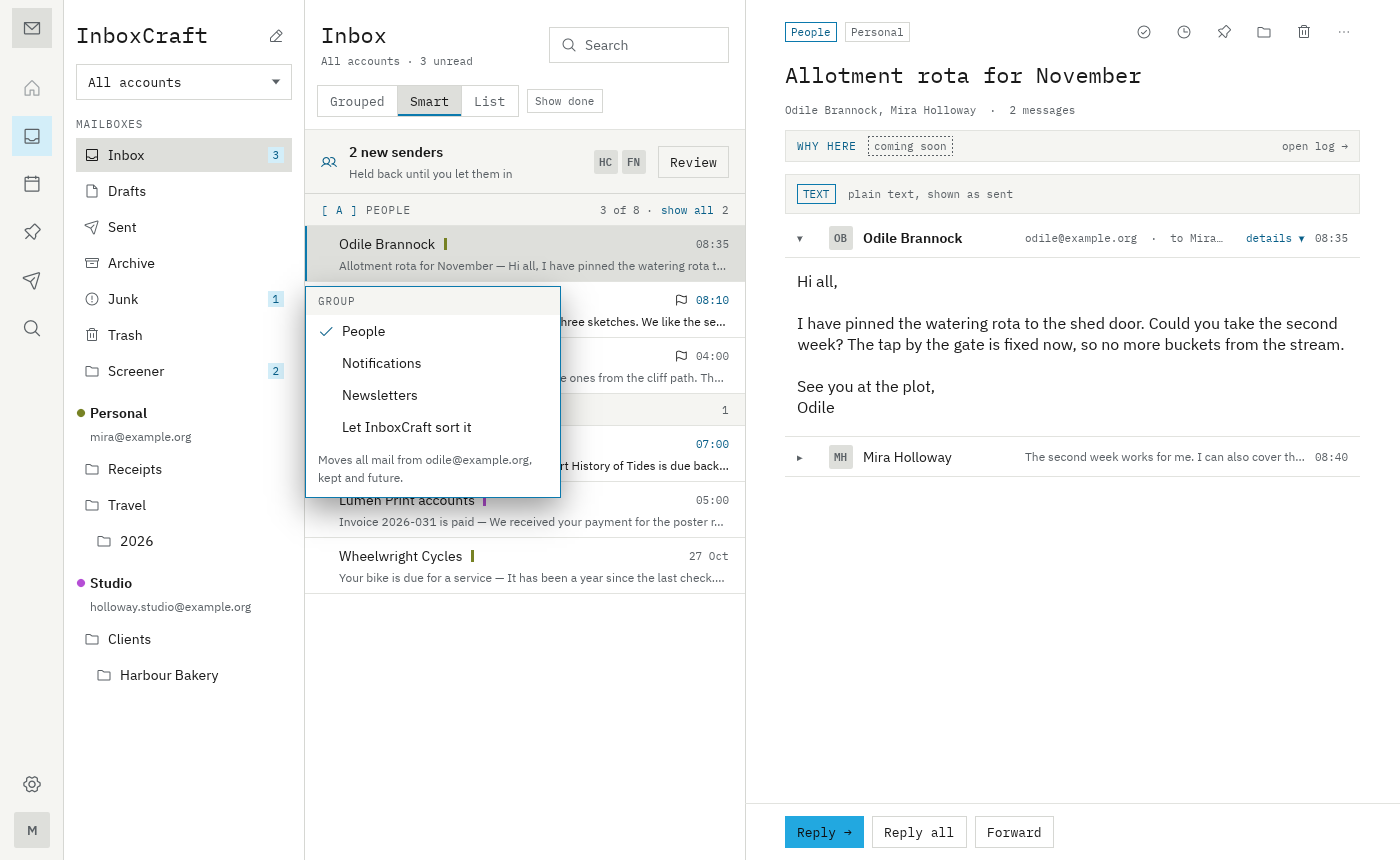 InboxCraft
All accounts
MAILBOXES
Inbox 3
Drafts
Sent
Archive
Junk 1
Trash
Screener 2
Personal
mira@example.org
Receipts
Travel
2026
Studio
holloway.studio@example.org
Clients
Harbour Bakery
M
Inbox
All accounts · 3 unread
Search
Grouped Smart List Show done
2 new senders
Held back until you let them in
HC FN Review
[ A ] PEOPLE 3 of 8 · show all 2
Odile Brannock 08:35
Allotment rota for November — Hi all, I have pinned the watering rota t…
GROUP
People
Notifications
Newsletters
Let InboxCraft sort it
Moves all mail from odile@example.org,
kept and future.
08:10
three sketches. We like the se…
04:00
ones from the cliff path. Th…
1
07:00
History of Tides is due back…
Lumen Print accounts 05:00
Invoice 2026-031 is paid — We received your payment for the poster r…
Wheelwright Cycles 27 Oct
Your bike is due for a service — It has been a year since the last check.…
People Personal
Allotment rota for November
Odile Brannock, Mira Holloway · 2 messages
WHY HERE coming soon open log →
TEXT plain text, shown as sent
OB Odile Brannock odile@example.org · to Mira… details ▾ 08:35
Hi all,
I have pinned the watering rota to the shed door. Could you take the second
week? The tap by the gate is fixed now, so no more buckets from the stream.
See you at the plot,
Odile
MH Mira Holloway The second week works for me. I can also cover th… 08:40
Reply → Reply all Forward